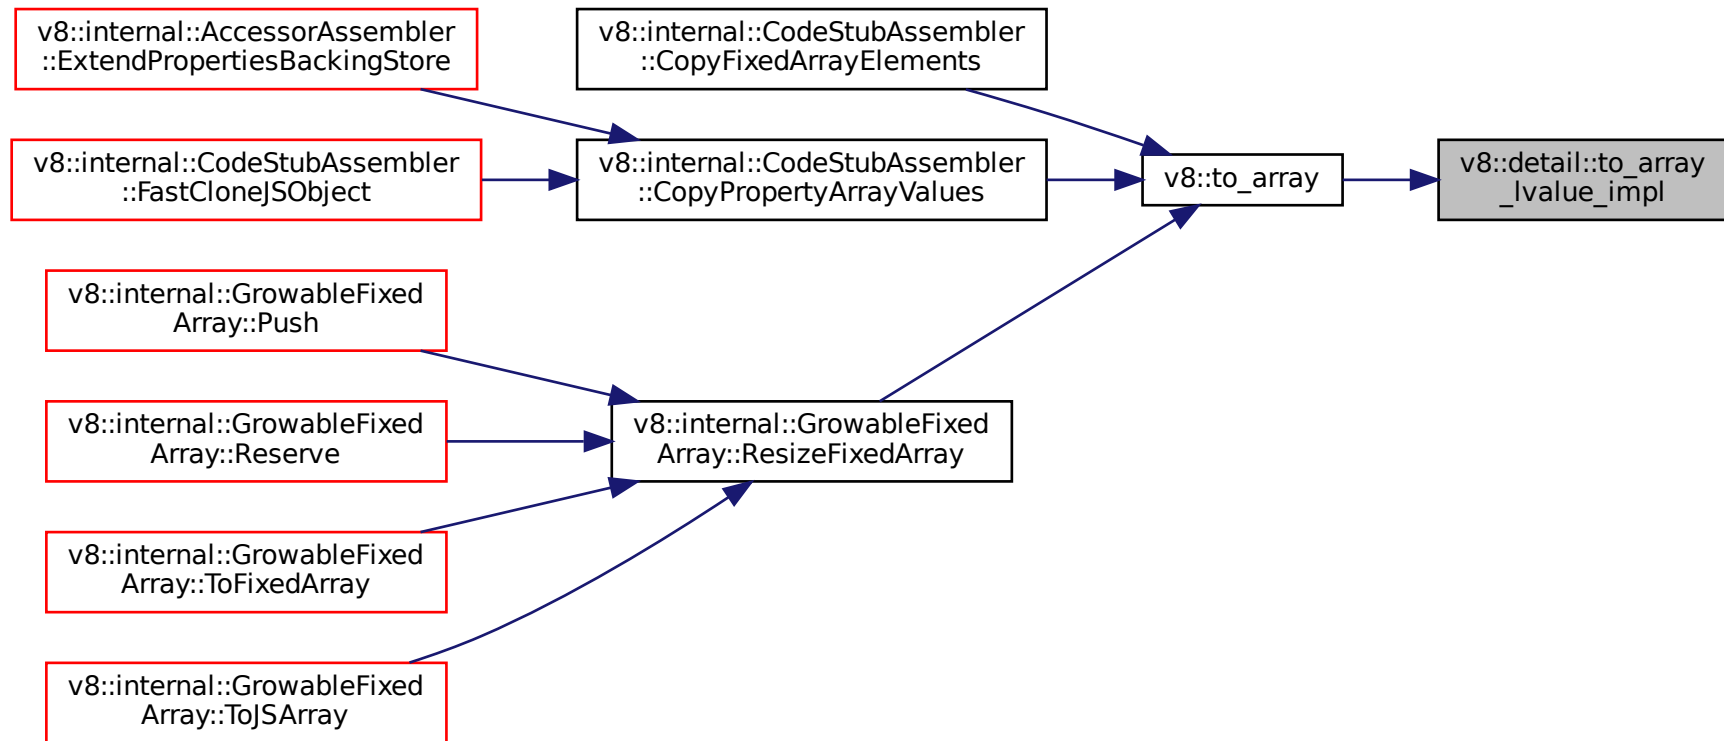 v8::internal::AccessorAssembler
::ExtendPropertiesBackingStore
v8::internal::CodeStubAssembler
::CopyFixedArrayElements
v8::internal::CodeStubAssembler
::FastCloneJSObject
v8::internal::CodeStubAssembler
::CopyPropertyArrayValues
v8::to_array
v8::detail::to_array
_lvalue_impl
v8::internal::GrowableFixed
Array::Push
v8::internal::GrowableFixed
Array::Reserve
v8::internal::GrowableFixed
Array::ResizeFixedArray
v8::internal::GrowableFixed
Array::ToFixedArray
v8::internal::GrowableFixed
Array::ToJSArray